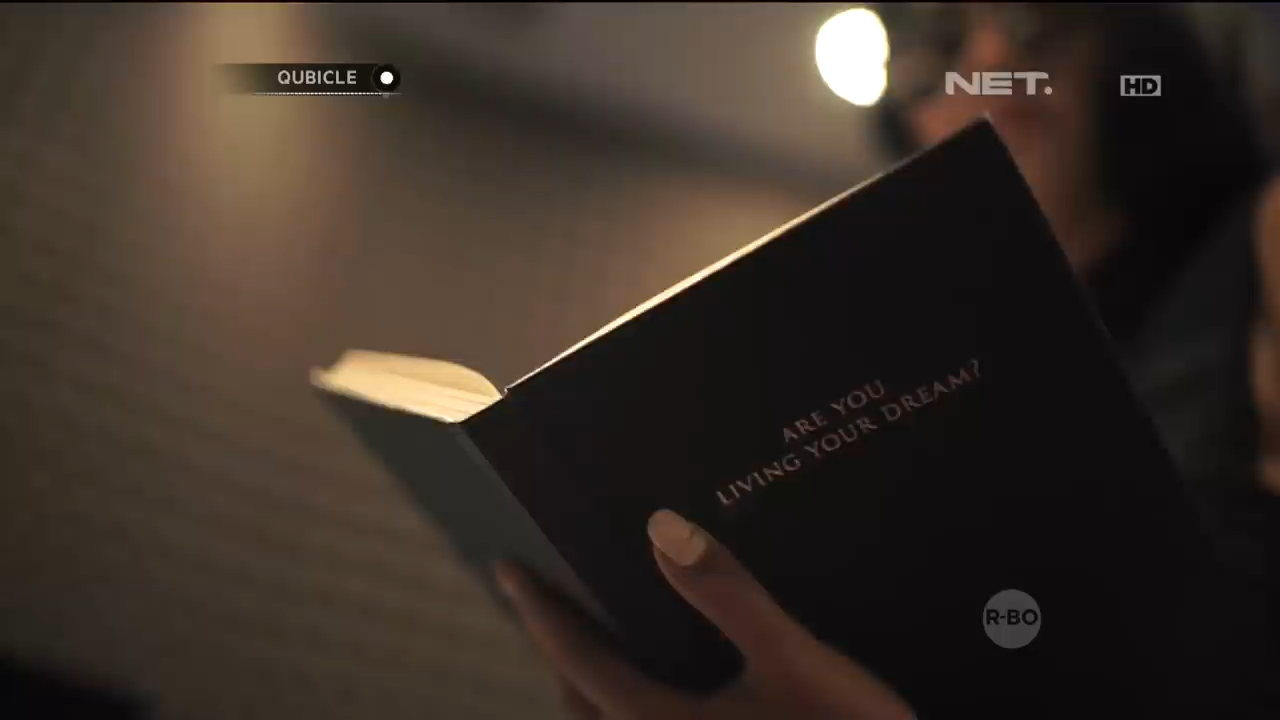 QUBICLE
NET.
HD
ARE YOU
LIVING YOUR DREAM?
R-BO